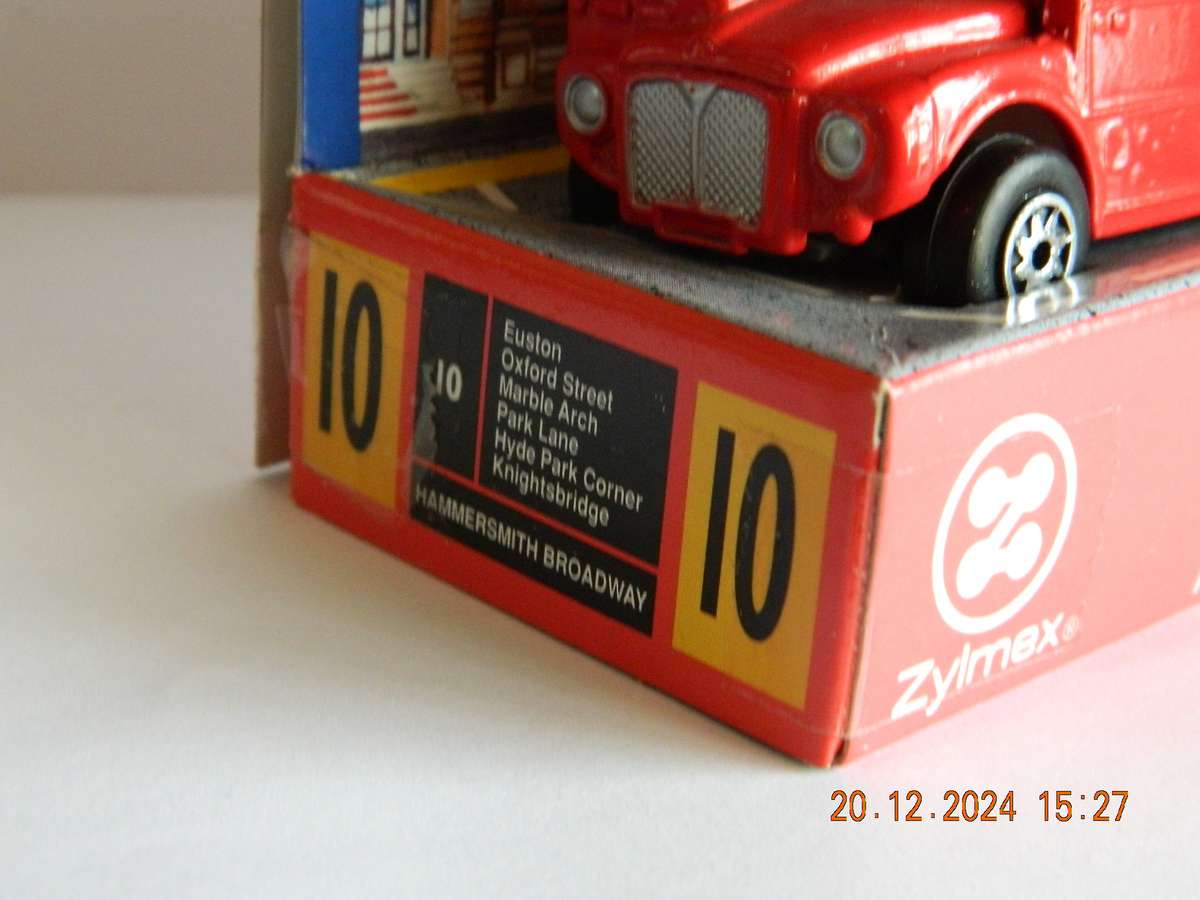 10
10
Euston
Oxford Street
Marble Arch
Park Lane
Hyde Park Corner
Knightsbridge
HAMMERSMITH BROADWAY
10
Zylmex®
20.12.2024 15:27